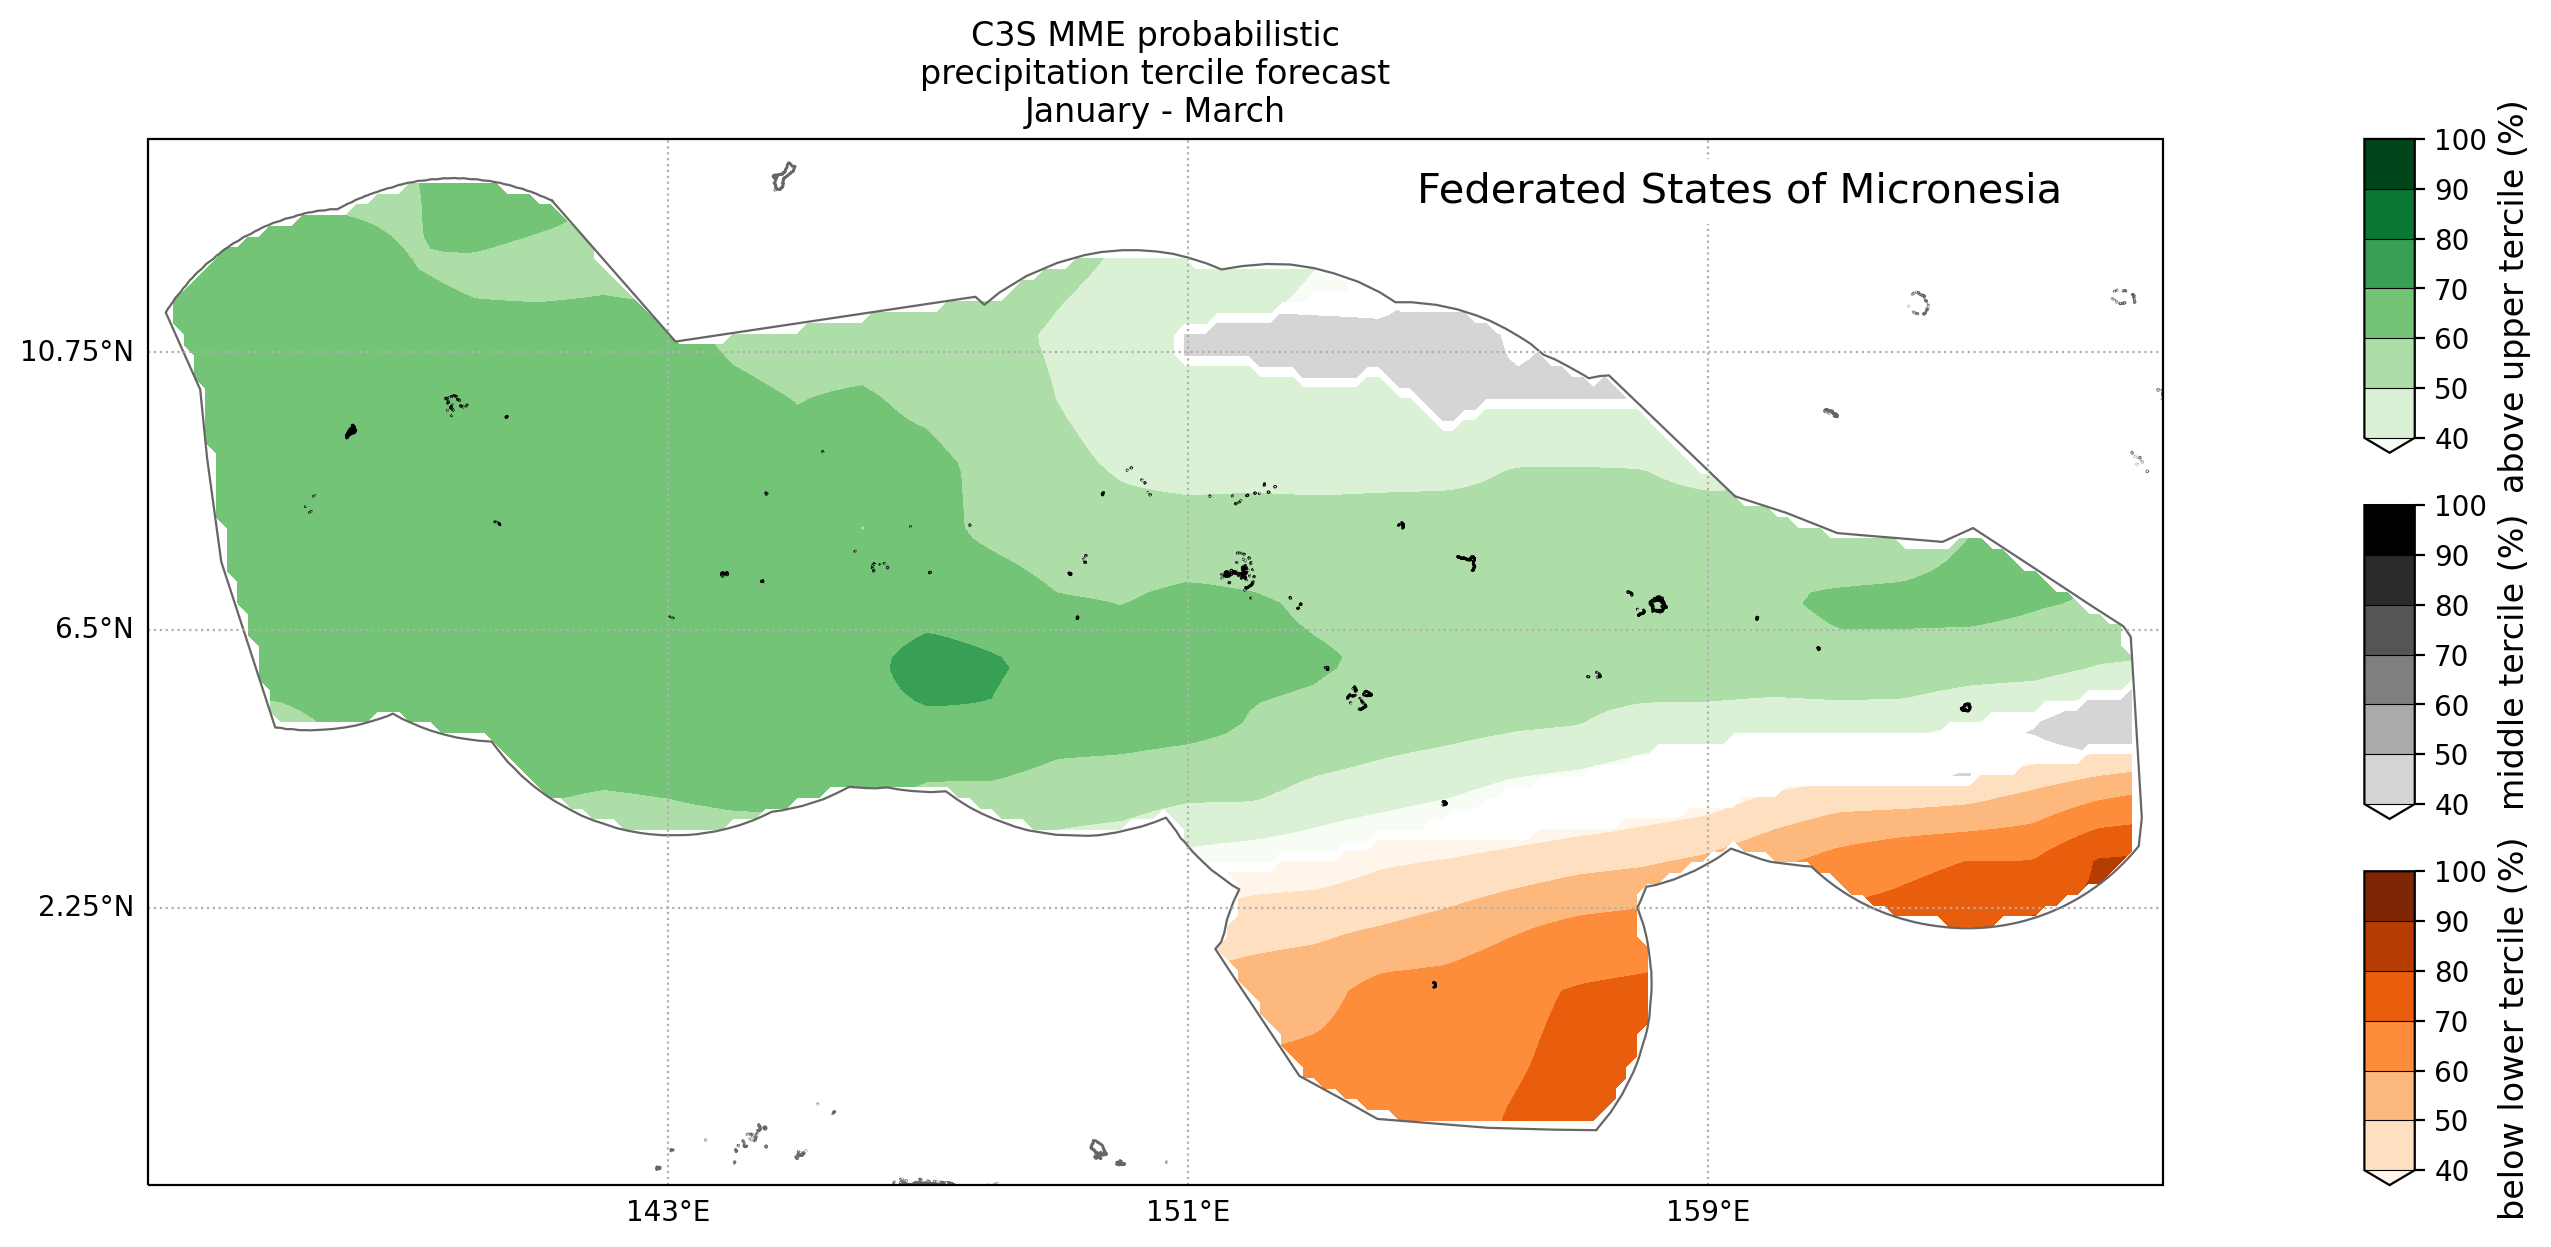 C3S MME probabilistic
precipitation tercile forecast
January - March
Federated States of Micronesia
10.75°N
6.5°N
2.25°N
143°E
151°E
159°E
100
90
80
70
60
50
40
above upper tercile (%)
100
90
80
70
60
50
40
middle tercile (%)
100
90
80
70
60
50
40
below lower tercile (%)